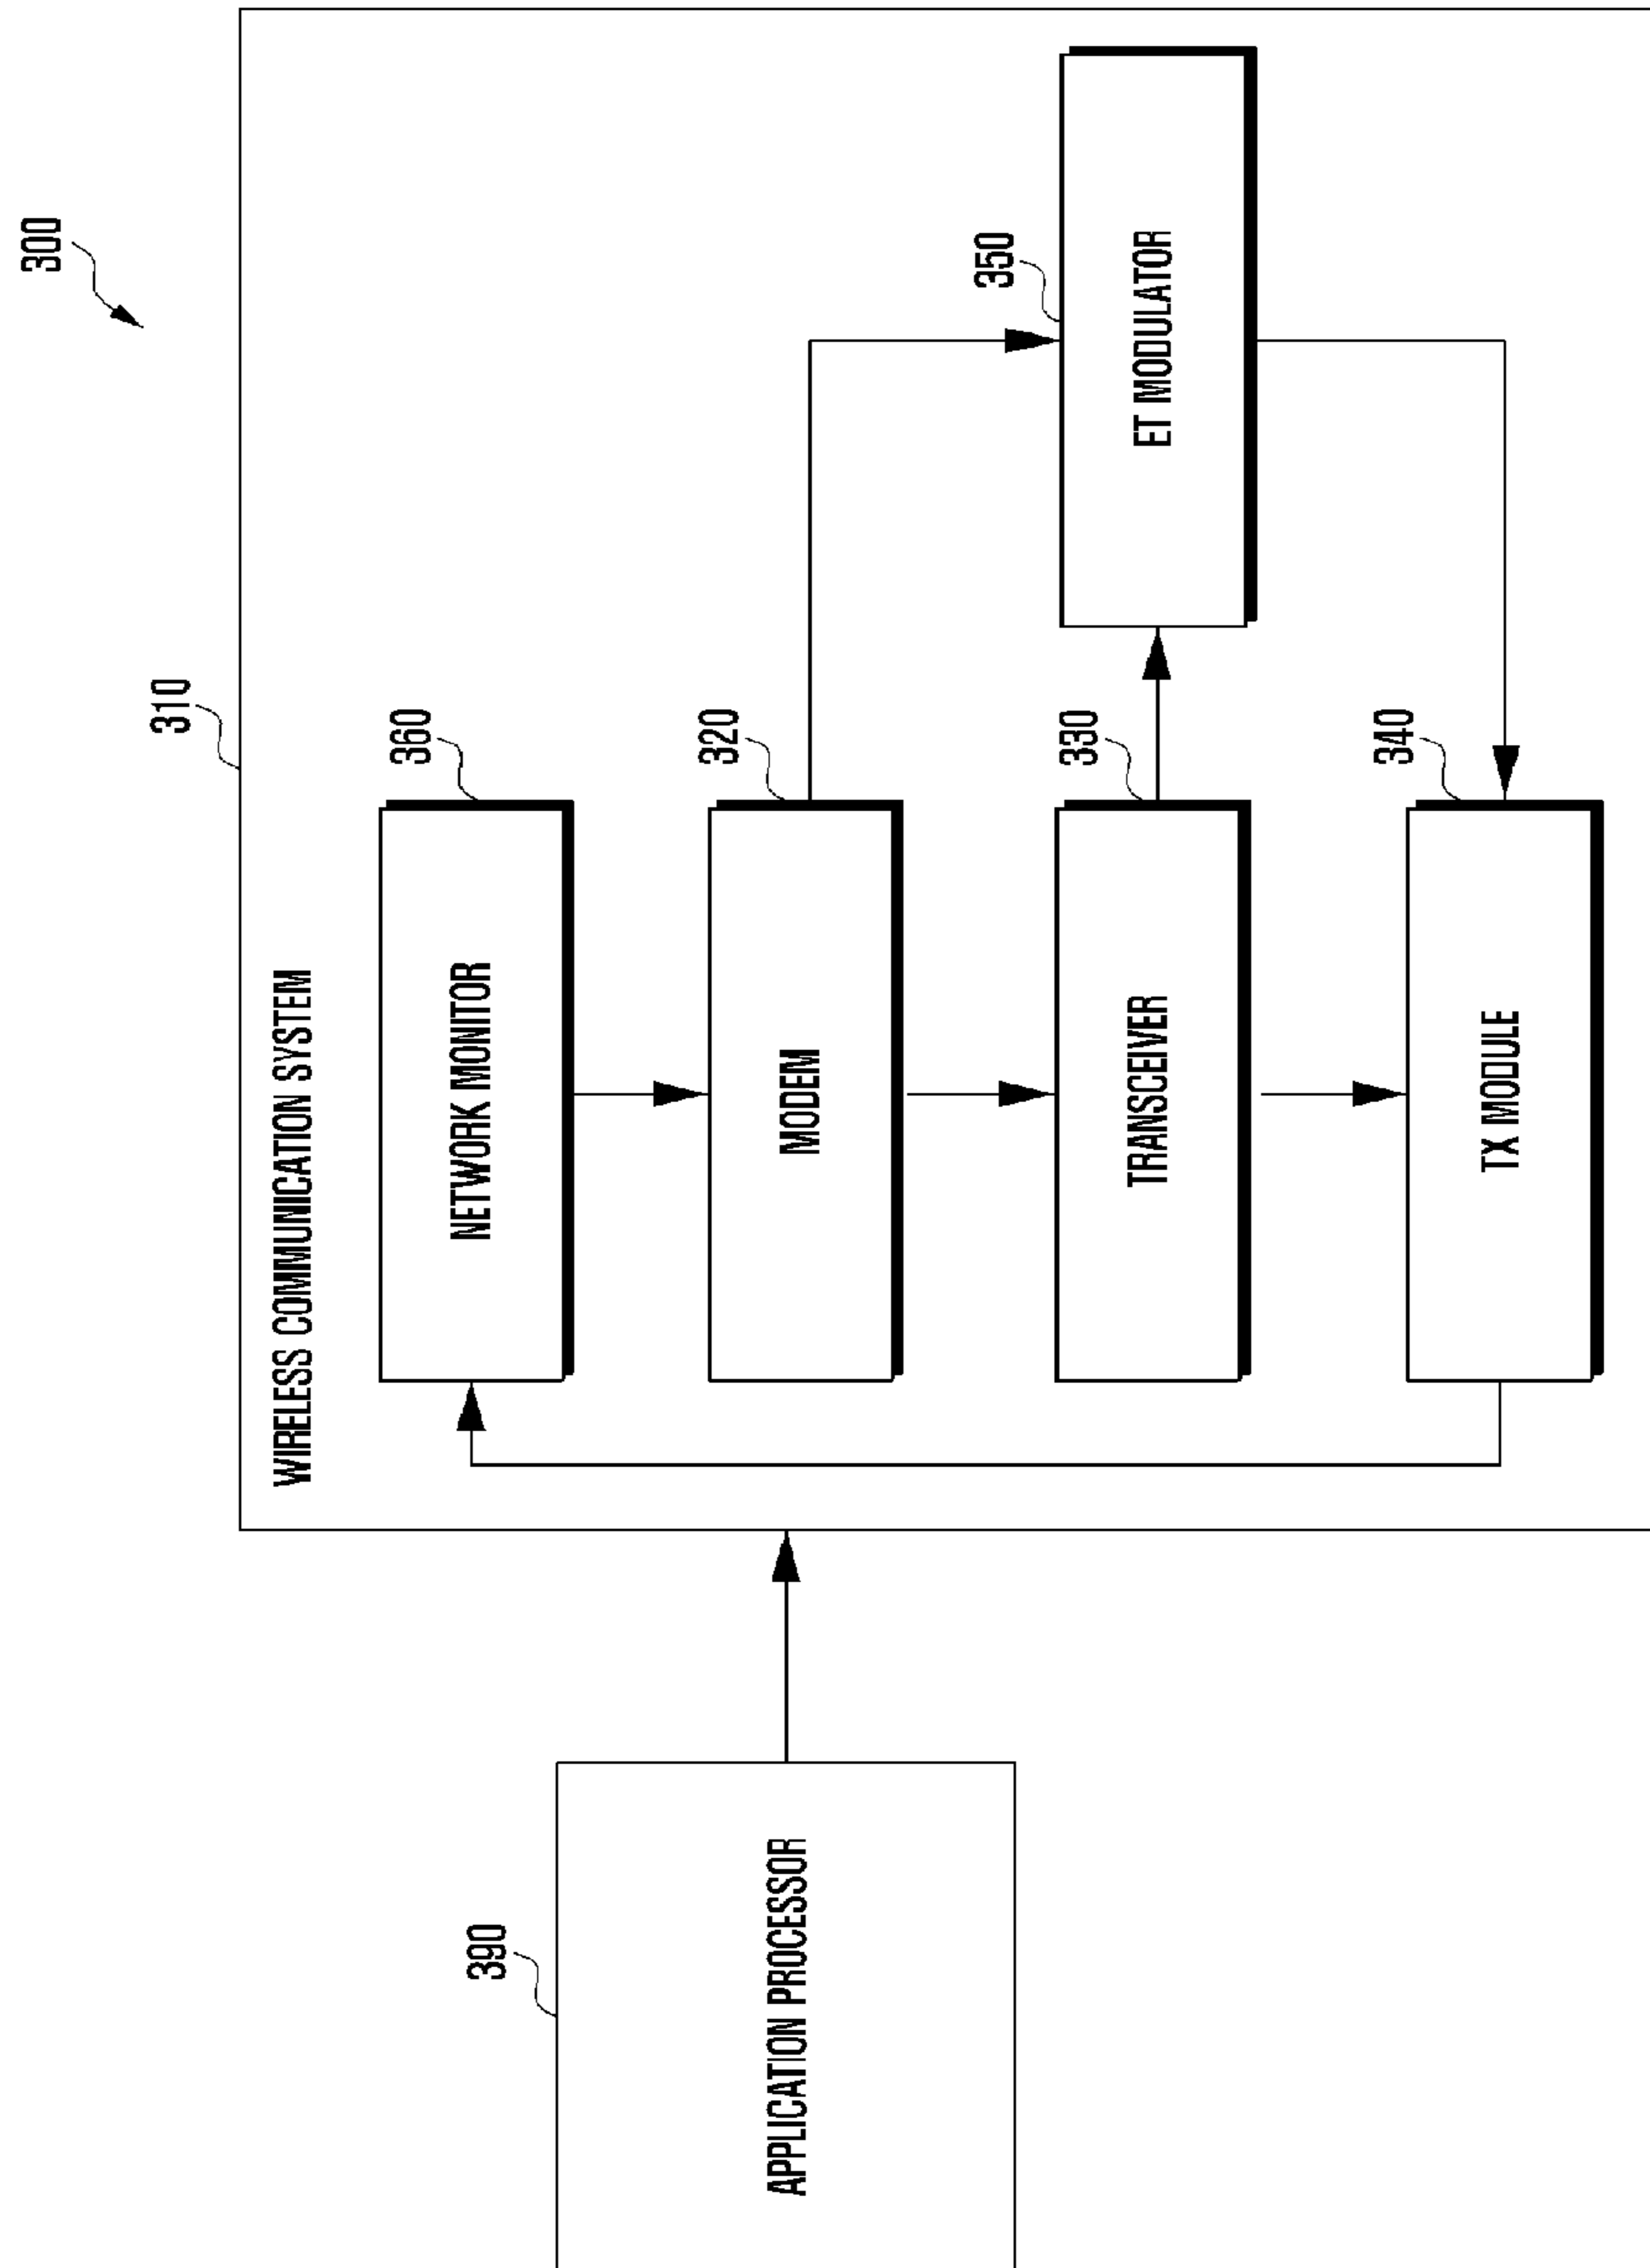 300
310
WIRELESS COMMUNICATION SYSTEM
360
NETWORK MONITOR
390
APPLICATION PROCESSOR
320
MODEM
350
ET MODULATOR
330
TRANSCEIVER
340
TX MODULE